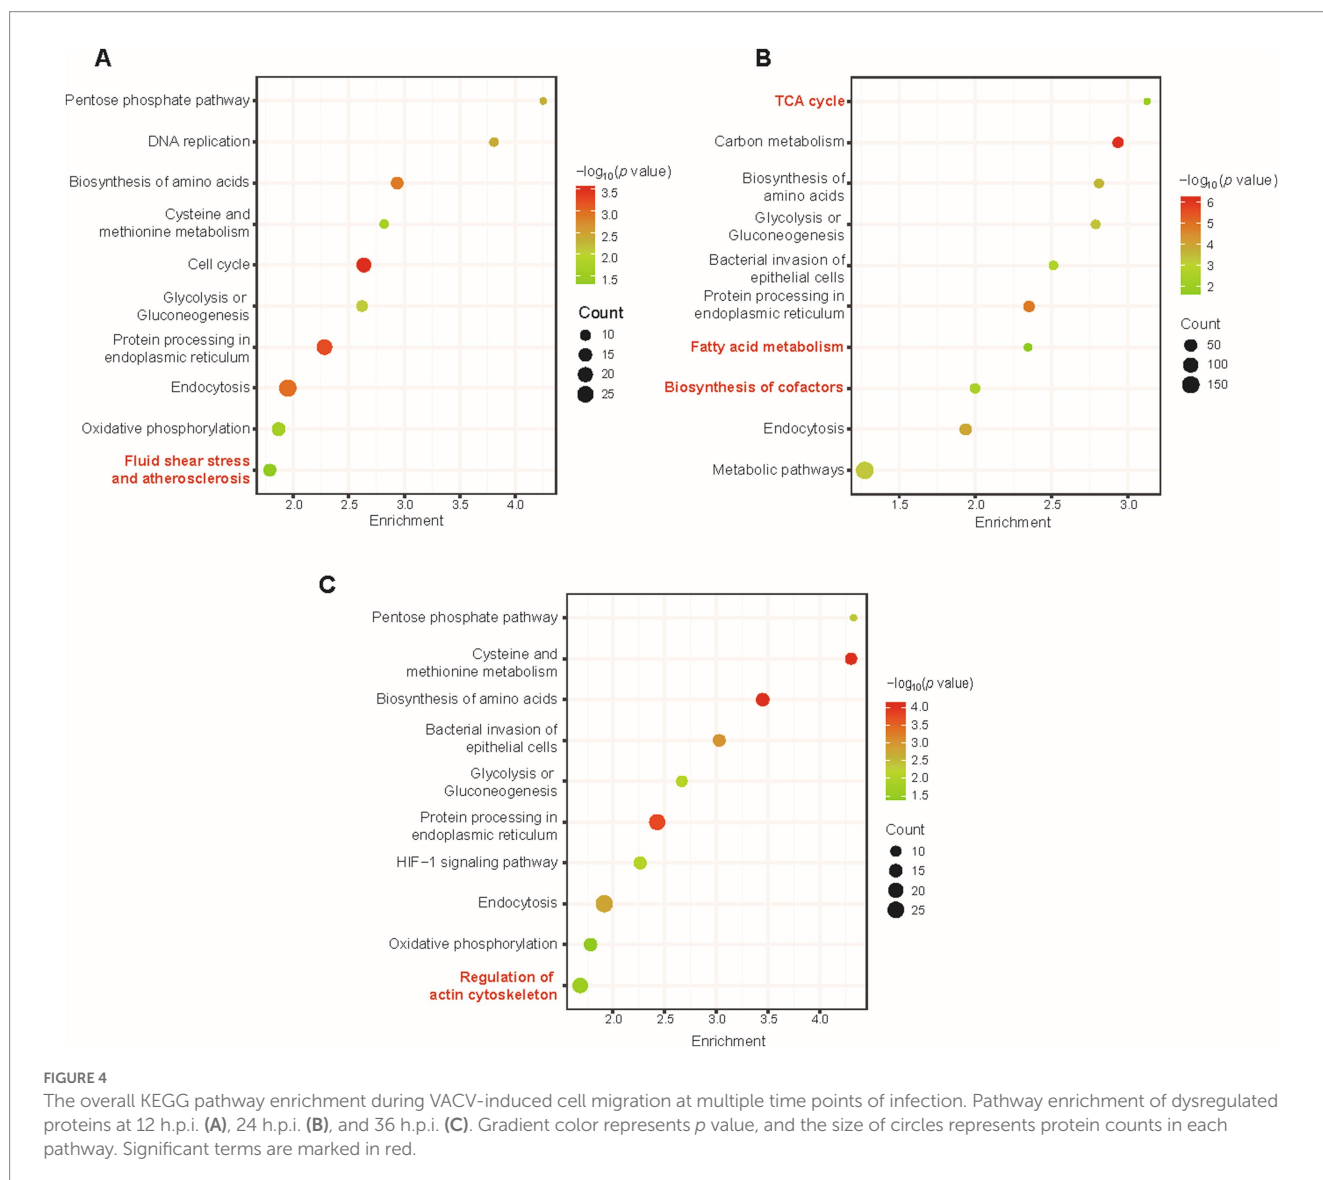 A
Pentose phosphate pathway
DNA replication
Biosynthesis of amino acids
Cysteine and
methionine metabolism
Cell cycle
Glycolysis or
Gluconeogenesis
Protein processing in
endoplasmic reticulum
Endocytosis
Oxidative phosphorylation
Fluid shear stress
and atherosclerosis
2.0 2.5 3.0 3.5 4.0
Enrichment
−log10(p value)
3.5
3.0
2.5
2.0
1.5
Count
10
15
20
25
B
TCA cycle
Carbon metabolism
Biosynthesis of
amino acids
Glycolysis or
Gluconeogenesis
Bacterial invasion of
epithelial cells
Protein processing in
endoplasmic reticulum
Fatty acid metabolism
Biosynthesis of cofactors
Endocytosis
Metabolic pathways
1.5 2.0 2.5 3.0
Enrichment
−log10(p value)
6
5
4
3
2
Count
50
100
150
C
Pentose phosphate pathway
Cysteine and
methionine metabolism
Biosynthesis of amino acids
Bacterial invasion of
epithelial cells
Glycolysis or
Gluconeogenesis
Protein processing in
endoplasmic reticulum
HIF−1 signaling pathway
Endocytosis
Oxidative phosphorylation
Regulation of
actin cytoskeleton
2.0 2.5 3.0 3.5 4.0
Enrichment
−log10(p value)
4.0
3.5
3.0
2.5
2.0
1.5
Count
10
15
20
25
FIGURE 4
The overall KEGG pathway enrichment during VACV-induced cell migration at multiple time points of infection. Pathway enrichment of dysregulated
proteins at 12 h.p.i. (A), 24 h.p.i. (B), and 36 h.p.i. (C). Gradient color represents p value, and the size of circles represents protein counts in each
pathway. Significant terms are marked in red.